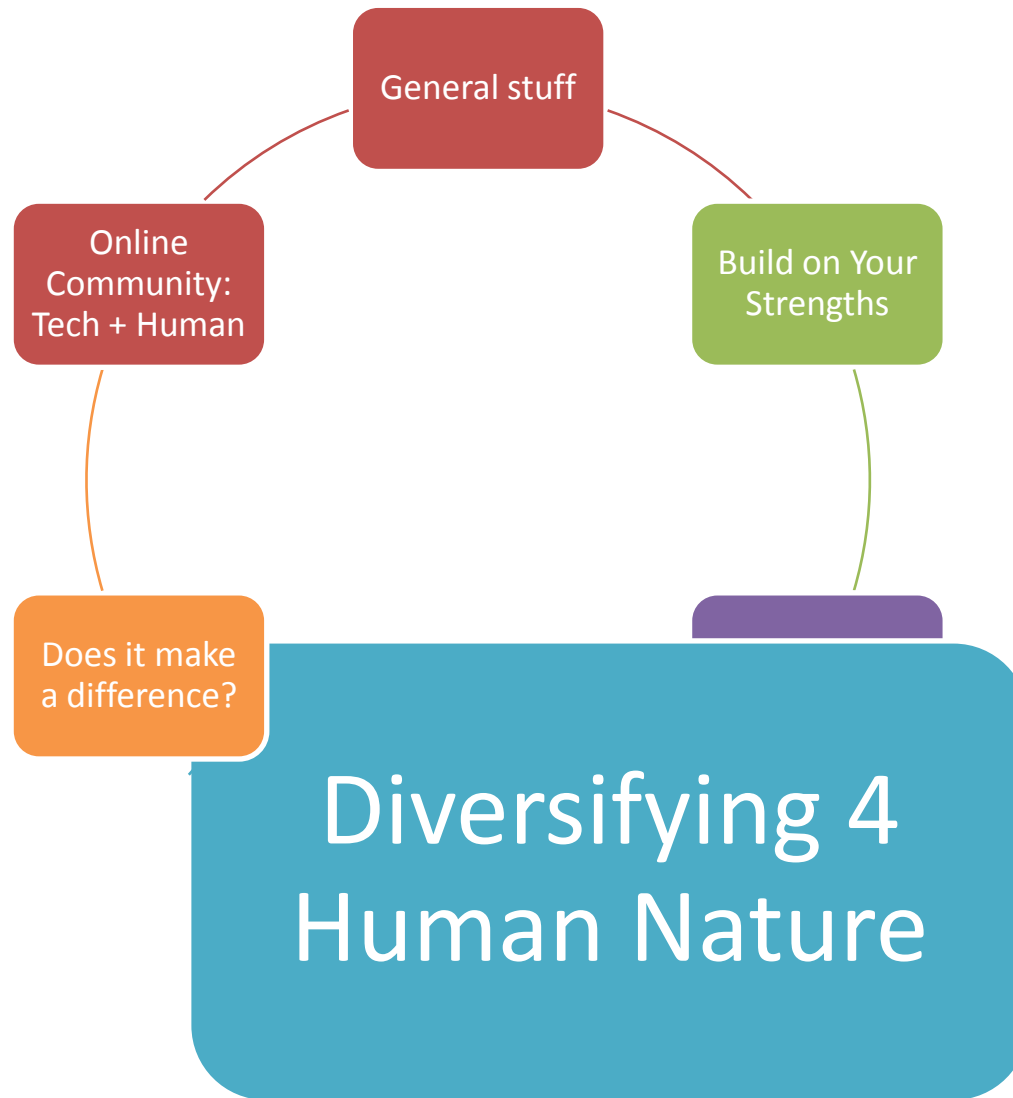 General stuff
Online
Community:
Tech + Human
Build on Your
Strengths
Does it make
a difference?
Diversifying 4
Human Nature